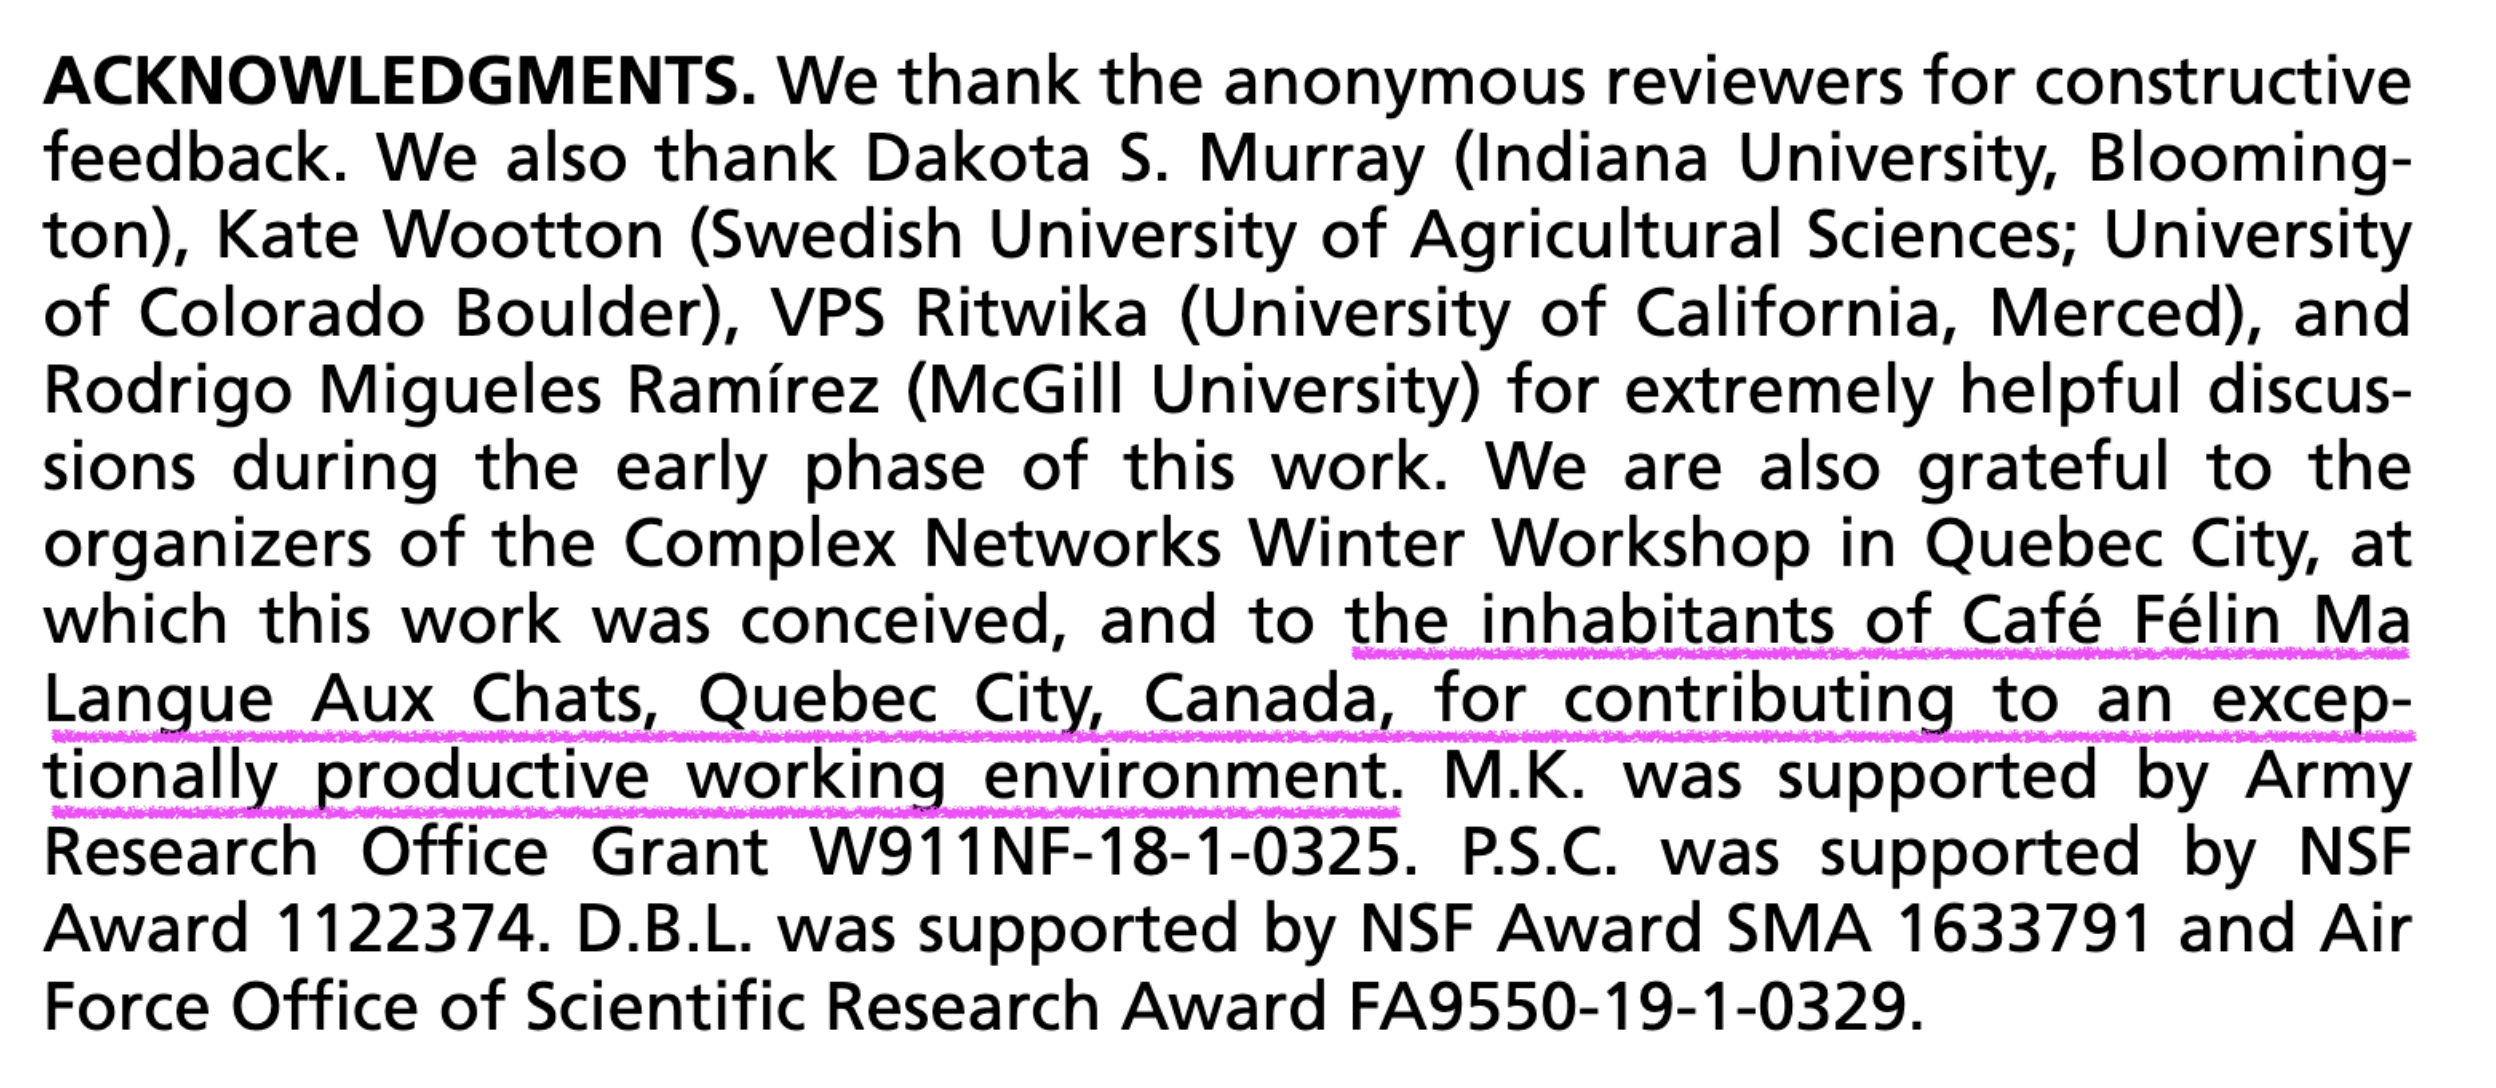 ACKNOWLEDGMENTS. We thank the anonymous reviewers for constructive
feedback. We also thank Dakota S. Murray (Indiana University, Blooming-
ton), Kate Wootton (Swedish University of Agricultural Sciences; University
of Colorado Boulder), VPS Ritwika (University of California, Merced), and
Rodrigo Migueles Ramírez (McGill University) for extremely helpful discus-
sions during the early phase of this work. We are also grateful to the
organizers of the Complex Networks Winter Workshop in Quebec City, at
which this work was conceived, and to the inhabitants of Café Félin Ma
Langue Aux Chats, Quebec City, Canada, for contributing to an excep-
tionally productive working environment. M.K. was supported by Army
Research Office Grant W911NF-18-1-0325. P.S.C. was supported by NSF
Award 1122374. D.B.L. was supported by NSF Award SMA 1633791 and Air
Force Office of Scientific Research Award FA9550-19-1-0329.